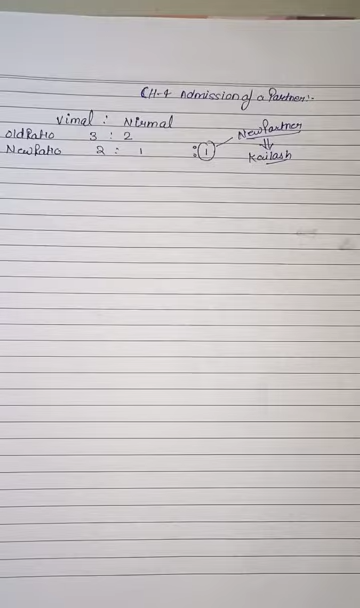 CH-4 Admission of a Partner:-
Vimal : Nirmal
Old Ratio 3 : 2 New Partner
New Ratio 2 : 1 : 1 Kailash